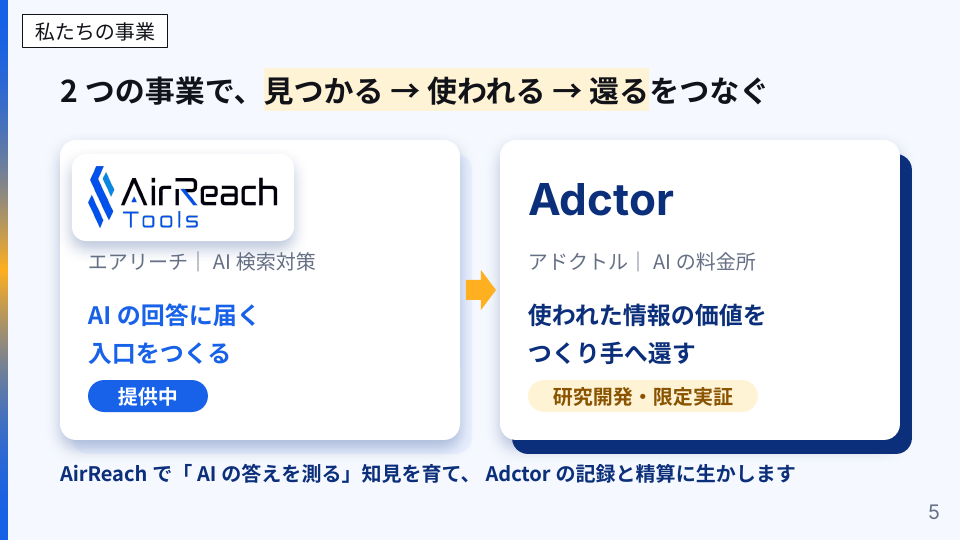 私たちの事業
2 つの事業で、見つかる → 使われる → 還るをつなぐ
AirReach
Tools
エアリーチ｜ AI 検索対策
AI の回答に届く
入口をつくる
提供中
Adctor
アドクトル｜ AI の料金所
使われた情報の価値を
つくり手へ還す
研究開発・限定実証
AirReach で「 AI の答えを測る」知見を育て、 Adctor の記録と精算に生かします
5